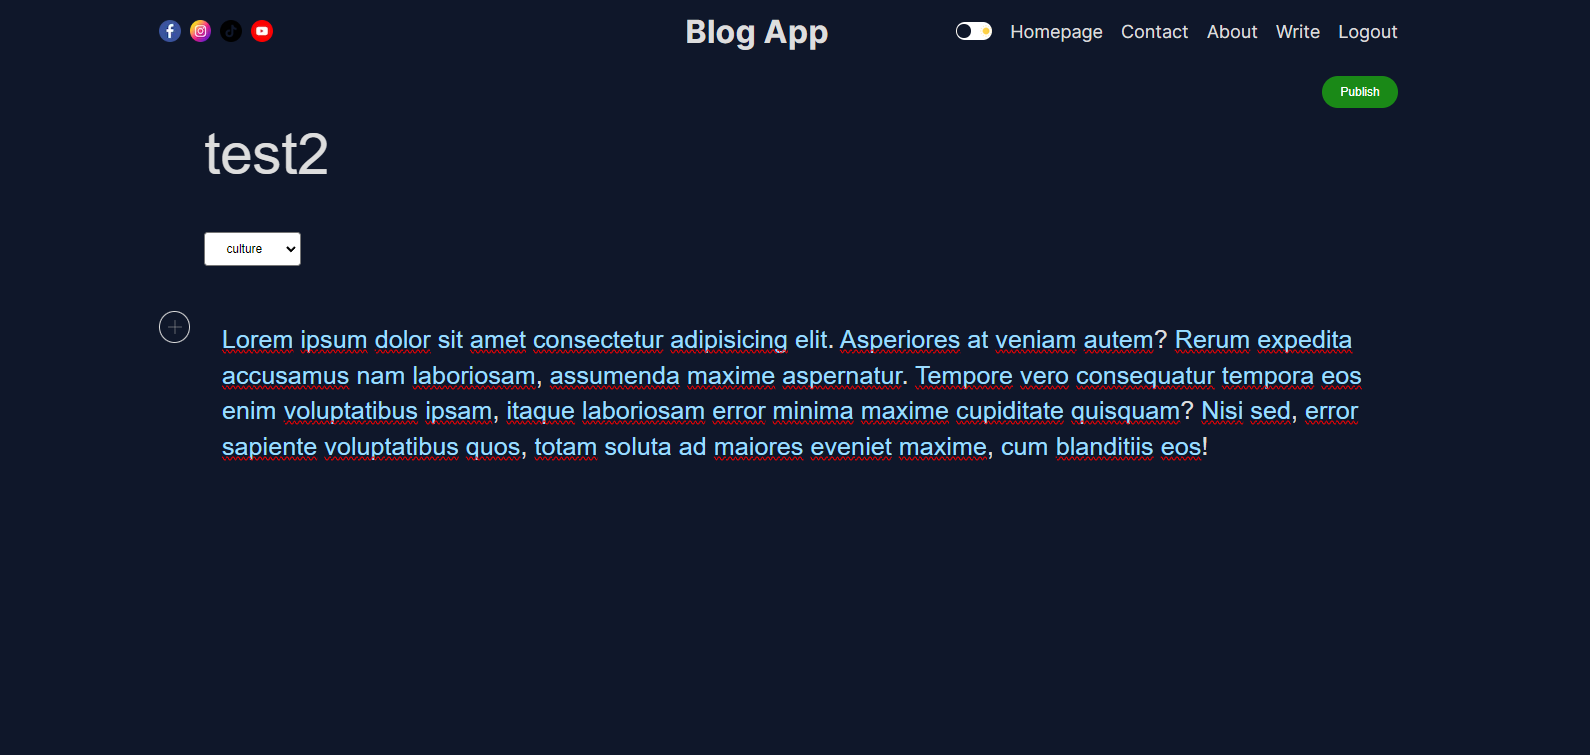 Blog App
Homepage Contact About Write Logout
Publish
test2
culture
Lorem ipsum dolor sit amet consectetur adipisicing elit. Asperiores at veniam autem? Rerum expedita
accusamus nam laboriosam, assumenda maxime aspernatur. Tempore vero consequatur tempora eos
enim voluptatibus ipsam, itaque laboriosam error minima maxime cupiditate quisquam? Nisi sed, error
sapiente voluptatibus quos, totam soluta ad maiores eveniet maxime, cum blanditiis eos!